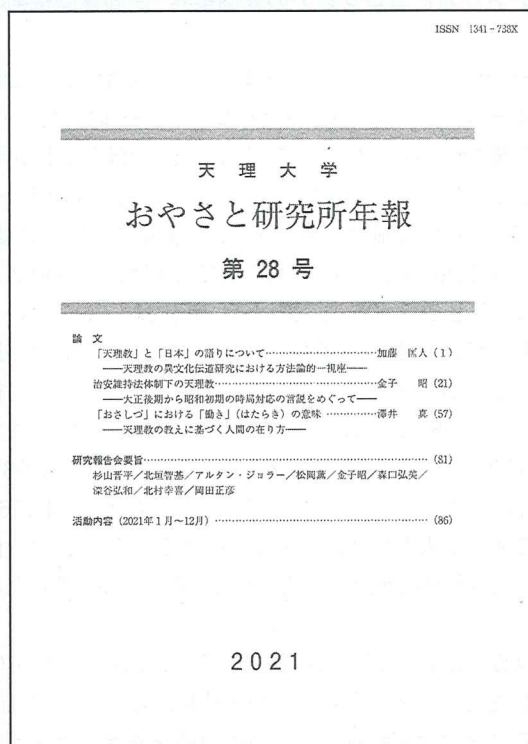 ISSN 1341-738X
天理大学
おやさと研究所年報
第28号
論文
「天理教」と「日本」の語りについて…………………………加藤 匡人 (1)
――天理教の異文化伝道研究における方法論的一視座――
治安維持法体制下の天理教…………………………………金子 昭 (21)
――大正後期から昭和初期の時局対応の言説をめぐって――
「おさしづ」における「働き」(はたらき) の意味……………澤井 真 (57)
――天理教の教えに基づく人間の在り方――
研究報告会要旨…………………………………………………………… (81)
杉山晋平/北垣智基/アルタン・ジョラー/松岡薫/金子昭/森口弘美/
深谷弘和/北村幸喜/岡田正彦
活動内容 (2021年1月~12月) ……………………………………………… (86)
2021